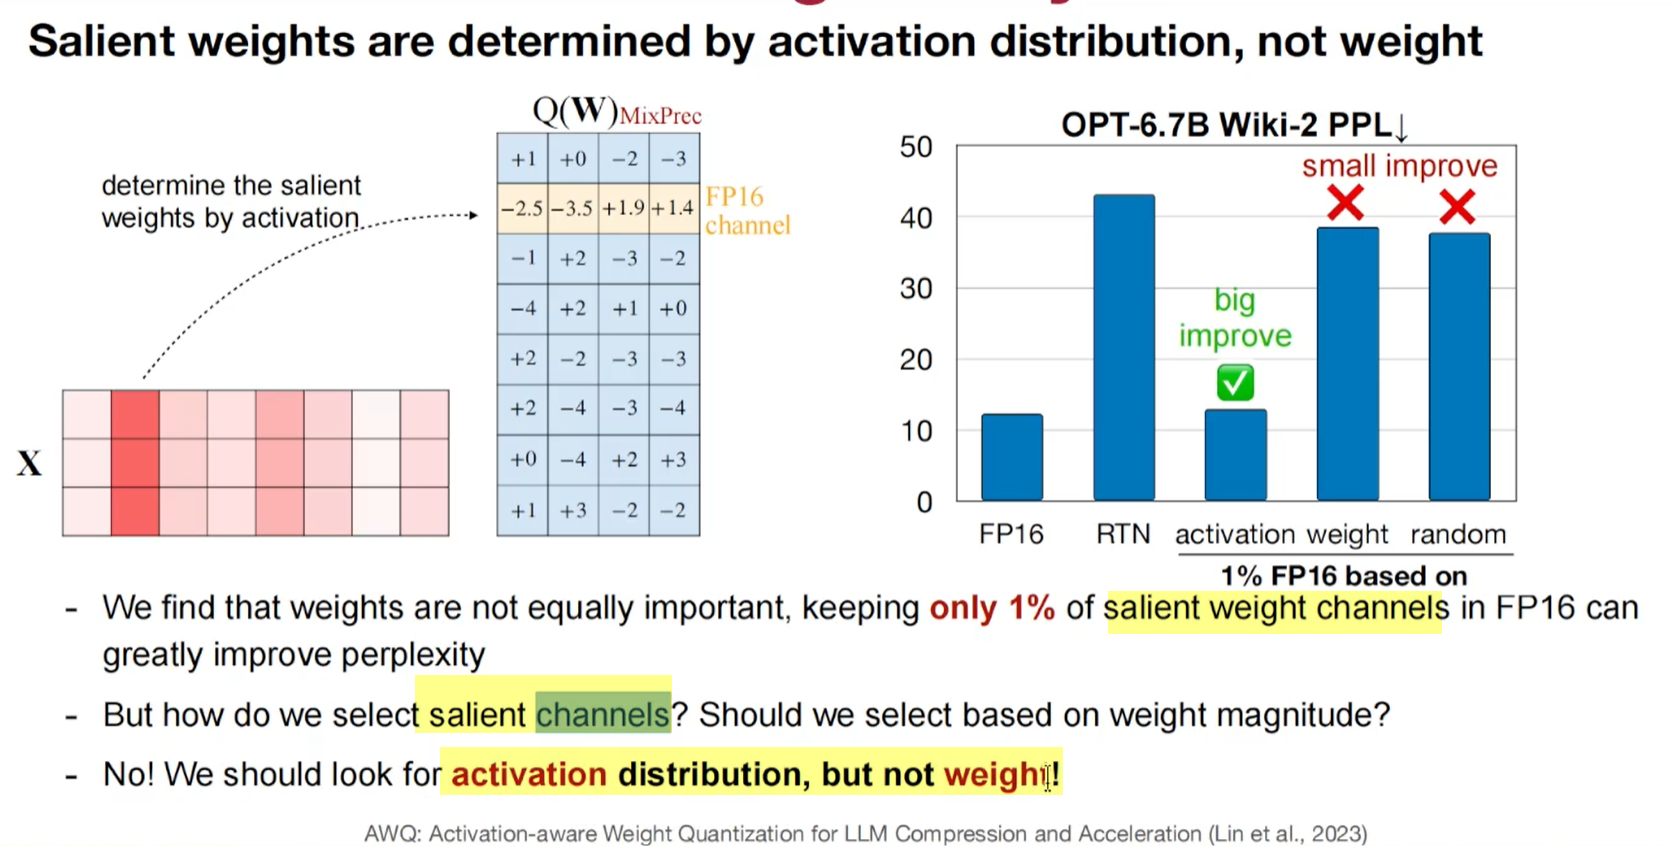 Salient weights are determined by activation distribution, not weight
determine the salient
weights by activation
Q(W)MixPrec
+1 +0 −2 −3
−2.5 −3.5 +1.9 +1.4
FP16
channel
−1 +2 −3 −2
−4 +2 +1 +0
+2 −2 −3 −3
+2 −4 −3 −4
+0 −4 +2 +3
+1 +3 −2 −2
X
OPT-6.7B Wiki-2 PPL↓
50
40
30
20
10
0
small improve
big
improve
FP16 RTN activation weight random
1% FP16 based on
- We find that weights are not equally important, keeping only 1% of salient weight channels in FP16 can
greatly improve perplexity
- But how do we select salient channels? Should we select based on weight magnitude?
- No! We should look for activation distribution, but not weight!
AWQ: Activation-aware Weight Quantization for LLM Compression and Acceleration (Lin et al., 2023)